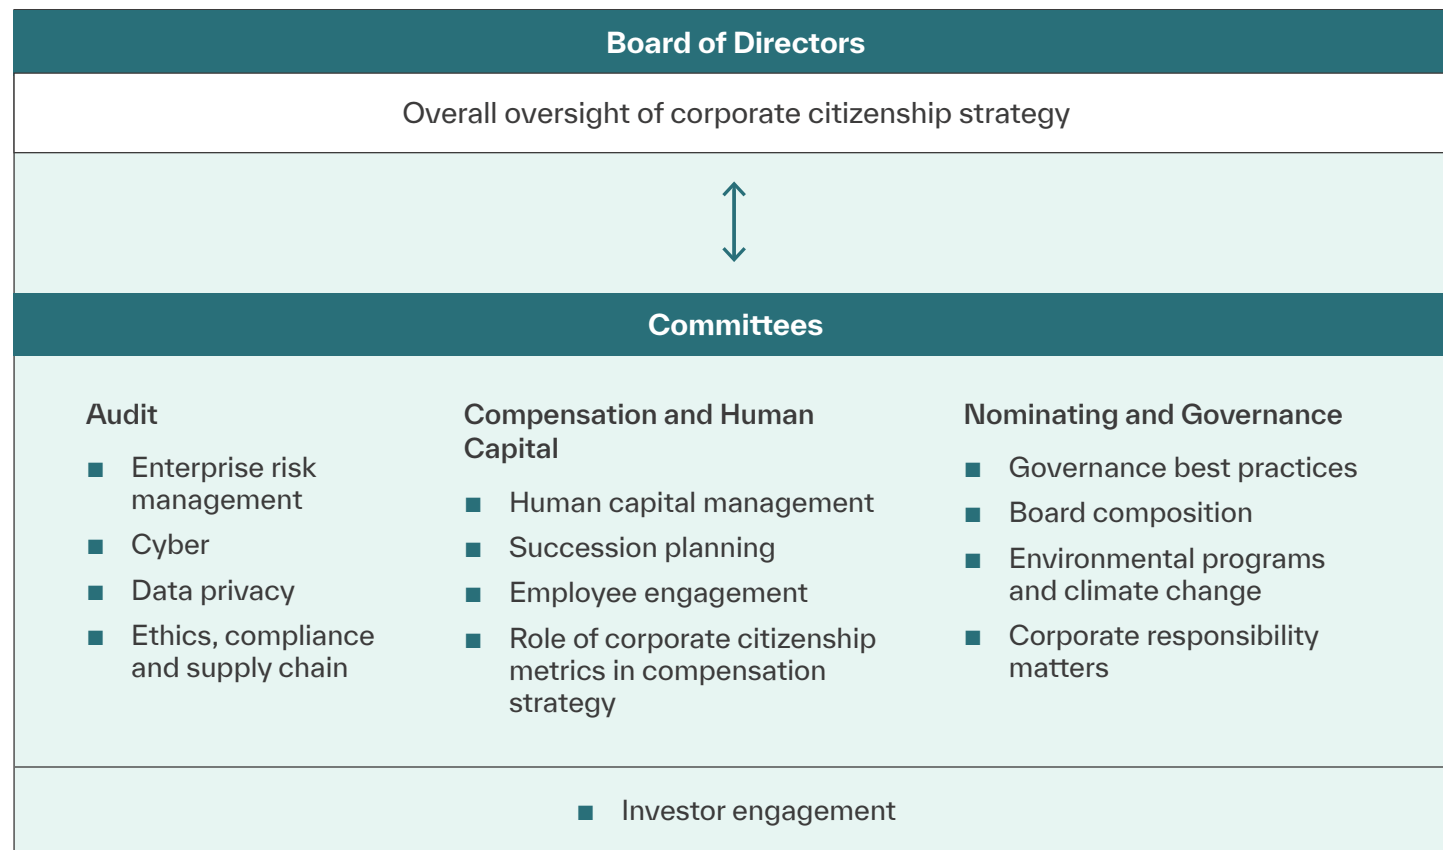 Board of Directors
Overall oversight of corporate citizenship strategy
Committees
Audit
■ Enterprise risk
management
■ Cyber
■ Data privacy
■ Ethics, compliance
and supply chain
Compensation and Human
Capital
■ Human capital management
■ Succession planning
■ Employee engagement
■ Role of corporate citizenship
metrics in compensation
strategy
Nominating and Governance
■ Governance best practices
■ Board composition
■ Environmental programs
and climate change
■ Corporate responsibility
matters
■ Investor engagement